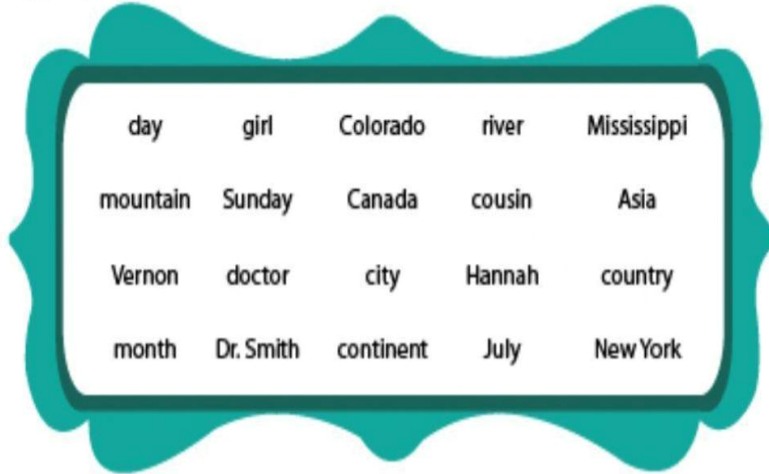 day girl Colorado river Mississippi
mountain Sunday Canada cousin Asia
Vernon doctor city Hannah country
month Dr. Smith continent July New York